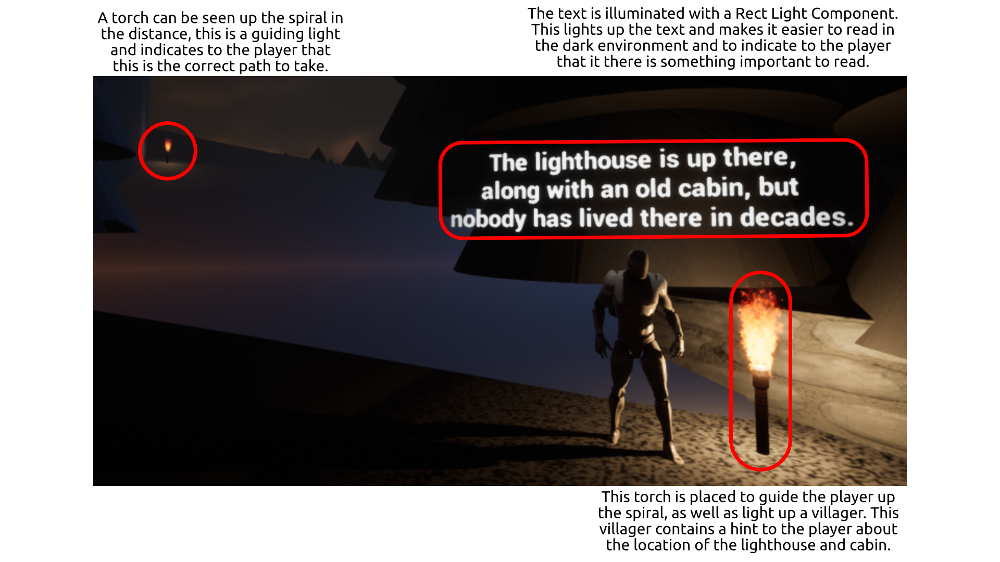 A torch can be seen up the spiral in
the distance, this is a guiding light
and indicates to the player that
this is the correct path to take.
The text is illuminated with a Rect Light Component.
This lights up the text and makes it easier to read in
the dark environment and to indicate to the player
that it there is something important to read.
The lighthouse is up there,
along with an old cabin, but
nobody has lived there in decades.
This torch is placed to guide the player up
the spiral, as well as light up a villager. This
villager contains a hint to the player about
the location of the lighthouse and cabin.